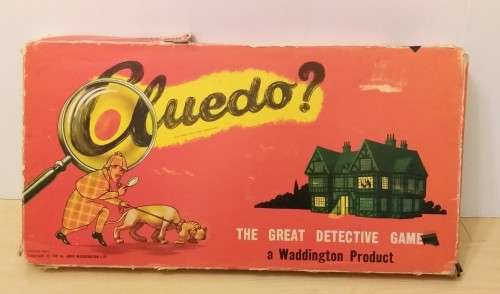 Cluedo?
THE GREAT DETECTIVE GAME
a Waddington Product